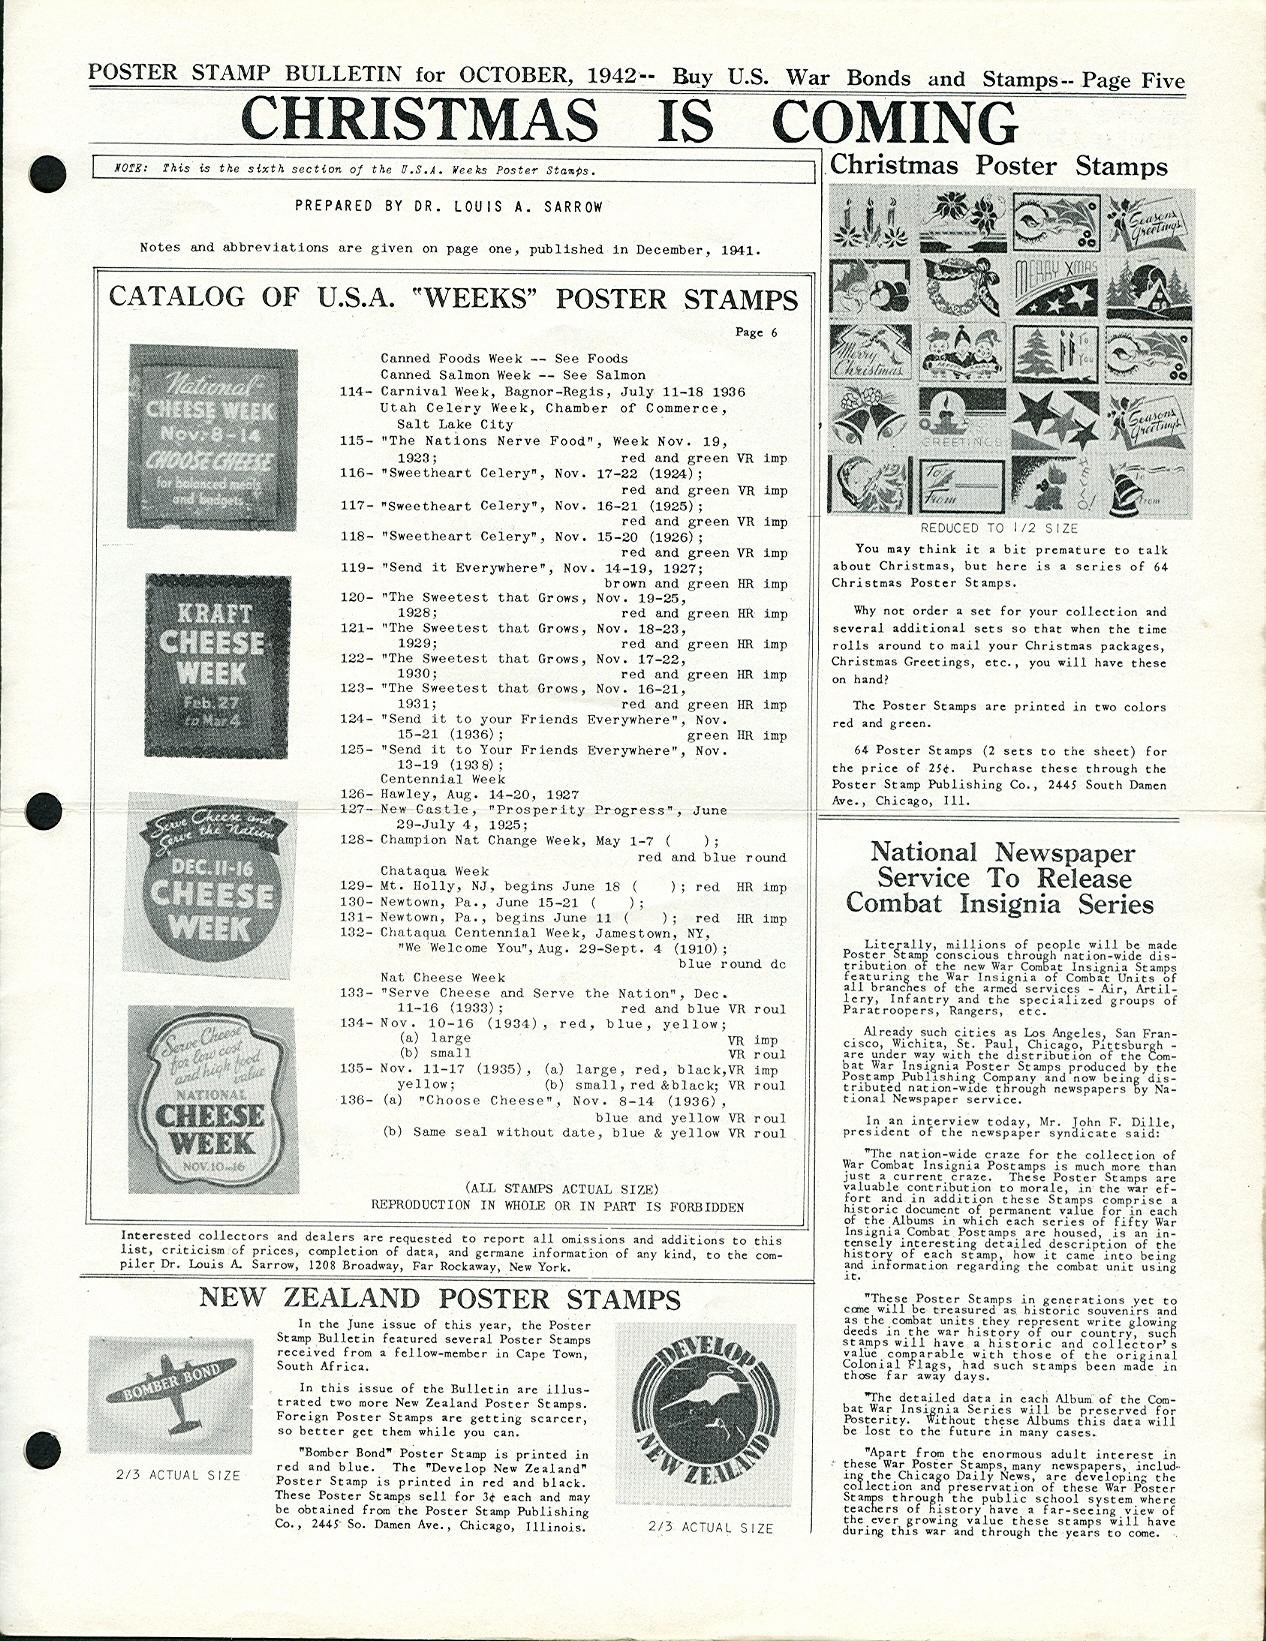 POSTER STAMP BULLETIN for OCTOBER, 1942-- Buy U.S. War Bonds and Stamps-- Page Five
CHRISTMAS IS COMING
NOTE: This is the sixth section of the U.S.A. Weeks Poster Stamps.
PREPARED BY DR. LOUIS A. SARROW
Notes and abbreviations are given on page one, published in December, 1941.
CATALOG OF U.S.A. "WEEKS" POSTER STAMPS
Page 6
National
CHEESE WEEK
Nov. 8-14
CHOOSE CHEESE
for balanced meals
and budgets
KRAFT
CHEESE
WEEK
Feb. 27
to Mar 4
Serve Cheese and
Serve the Nation
DEC. 11-16
CHEESE
WEEK
Serve Cheese
for low cost
and high food
value
NATIONAL
CHEESE
WEEK
NOV. 10-16
Canned Foods Week -- See Foods
Canned Salmon Week -- See Salmon
114- Carnival Week, Bagnor-Regis, July 11-18 1936
Utah Celery Week, Chamber of Commerce,
Salt Lake City
115- "The Nations Nerve Food", Week Nov. 19,
1923; red and green VR imp
116- "Sweetheart Celery", Nov. 17-22 (1924);
red and green VR imp
117- "Sweetheart Celery", Nov. 16-21 (1925);
red and green VR imp
118- "Sweetheart Celery", Nov. 15-20 (1926);
red and green VR imp
119- "Send it Everywhere", Nov. 14-19, 1927;
brown and green HR imp
120- "The Sweetest that Grows, Nov. 19-25,
1928; red and green HR imp
121- "The Sweetest that Grows, Nov. 18-23,
1929; red and green HR imp
122- "The Sweetest that Grows, Nov. 17-22,
1930; red and green HR imp
123- "The Sweetest that Grows, Nov. 16-21,
1931; red and green HR imp
124- "Send it to your Friends Everywhere", Nov.
15-21 (1936); green HR imp
125- "Send it to Your Friends Everywhere", Nov.
13-19 (1938);
Centennial Week
126- Hawley, Aug. 14-20, 1927
127- New Castle, "Prosperity Progress", June
29-July 4, 1925;
128- Champion Nat Change Week, May 1-7 ( );
red and blue round
Chataqua Week
129- Mt. Holly, NJ, begins June 18 ( ); red HR imp
130- Newtown, Pa., June 15-21 ( );
131- Newtown, Pa., begins June 11 ( ); red HR imp
132- Chataqua Centennial Week, Jamestown, NY,
"We Welcome You", Aug. 29-Sept. 4 (1910);
blue round dc
Nat Cheese Week
133- "Serve Cheese and Serve the Nation", Dec.
11-16 (1933); red and blue VR roul
134- Nov. 10-16 (1934), red, blue, yellow;
(a) large VR imp
(b) small VR roul
135- Nov. 11-17 (1935), (a) large, red, black, VR imp
yellow; (b) small, red & black; VR roul
136- (a) "Choose Cheese", Nov. 8-14 (1936),
blue and yellow VR roul
(b) Same seal without date, blue & yellow VR roul
(ALL STAMPS ACTUAL SIZE)
REPRODUCTION IN WHOLE OR IN PART IS FORBIDDEN
Interested collectors and dealers are requested to report all omissions and additions to this
list, criticism of prices, completion of data, and germane information of any kind, to the com-
piler Dr. Louis A. Sarrow, 1208 Broadway, Far Rockaway, New York.
NEW ZEALAND POSTER STAMPS
BOMBER BOND
2/3 ACTUAL SIZE
In the June issue of this year, the Poster
Stamp Bulletin featured several Poster Stamps
received from a fellow-member in Cape Town,
South Africa.
In this issue of the Bulletin are illus-
trated two more New Zealand Poster Stamps.
Foreign Poster Stamps are getting scarcer,
so better get them while you can.
"Bomber Bond" Poster Stamp is printed in
red and blue. The "Develop New Zealand"
Poster Stamp is printed in red and black.
These Poster Stamps sell for 3¢ each and may
be obtained from the Poster Stamp Publishing
Co., 2445 So. Damen Ave., Chicago, Illinois.
DEVELOP
NEW ZEALAND
2/3 ACTUAL SIZE
Christmas Poster Stamps
Seasons
Greetings
MERRY XMAS
Merry
Christmas
To
You
GREETINGS
Seasons
Greetings
To
From
To
From
REDUCED TO 1/2 SIZE
You may think it a bit premature to talk
about Christmas, but here is a series of 64
Christmas Poster Stamps.
Why not order a set for your collection and
several additional sets so that when the time
rolls around to mail your Christmas packages,
Christmas Greetings, etc., you will have these
on hand?
The Poster Stamps are printed in two colors
red and green.
64 Poster Stamps (2 sets to the sheet) for
the price of 25¢. Purchase these through the
Poster Stamp Publishing Co., 2445 South Damen
Ave., Chicago, Ill.
National Newspaper
Service To Release
Combat Insignia Series
Literally, millions of people will be made
Poster Stamp conscious through nation-wide dis-
tribution of the new War Combat Insignia Stamps
featuring the War Insignia of Combat Units of
all branches of the armed services - Air, Artil-
lery, Infantry and the specialized groups of
Paratroopers, Rangers, etc.
Already such cities as Los Angeles, San Fran-
cisco, Wichita, St. Paul, Chicago, Pittsburgh -
are under way with the distribution of the Com-
bat War Insignia Poster Stamps produced by the
Postamp Publishing Company and now being dis-
tributed nation-wide through newspapers by Na-
tional Newspaper service.
In an interview today, Mr. John F. Dille,
president of the newspaper syndicate said:
"The nation-wide craze for the collection of
War Combat Insignia Postamps is much more than
just a current craze. These Poster Stamps are
valuable contribution to morale, in the war ef-
fort and in addition these Stamps comprise a
historic document of permanent value for in each
of the Albums in which each series of fifty War
Insignia Combat Postamps are housed, is an in-
tensely interesting detailed description of the
history of each stamp, how it came into being
and information regarding the combat unit using
it.
"These Poster Stamps in generations yet to
come will be treasured as historic souvenirs and
as the combat units they represent write glowing
deeds in the war history of our country, such
stamps will have a historic and collector's
value comparable with those of the original
Colonial Flags, had such stamps been made in
those far away days.
"The detailed data in each Album of the Com-
bat War Insignia Series will be preserved for
Posterity. Without these Albums this data will
be lost to the future in many cases.
"Apart from the enormous adult interest in
these War Poster Stamps, many newspapers, includ-
ing the Chicago Daily News, are developing the
collection and preservation of these War Poster
Stamps through the public school system where
teachers of history have a far-seeing view of
the ever growing value these stamps will have
during this war and through the years to come.